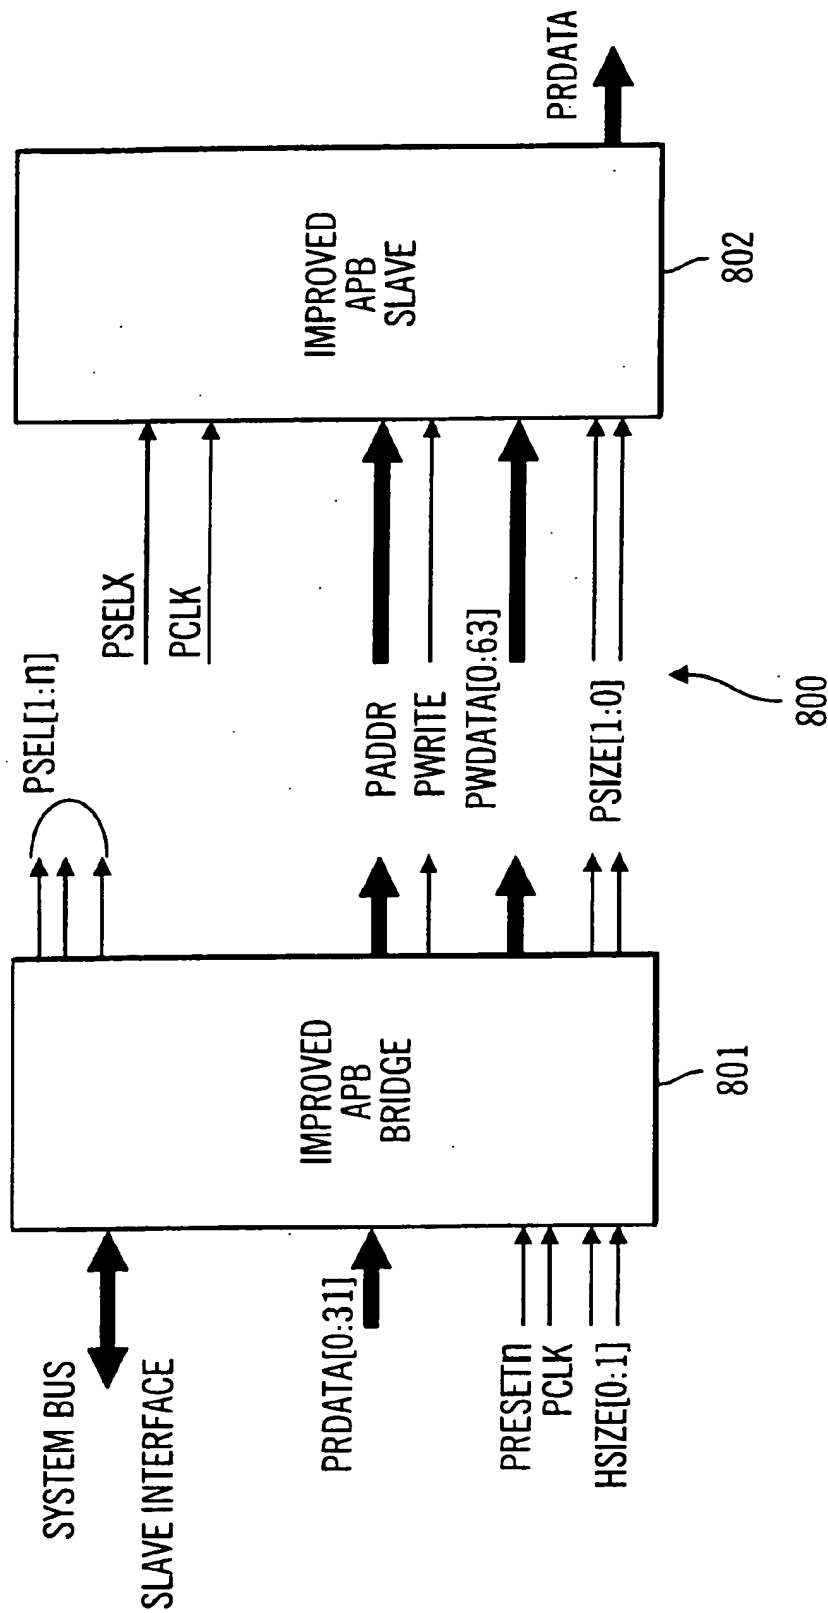 SYSTEM BUS
SLAVE INTERFACE
PRDATA[0:31]
PRESETn
PCLK
HSIZE[0:1]
IMPROVED
APB
BRIDGE
801
PSEL[1:n]
PADDR
PWRITE
PWDATA[0:63]
PSIZE[1:0]
800
PSELX
PCLK
IMPROVED
APB
SLAVE
802
PRDATA